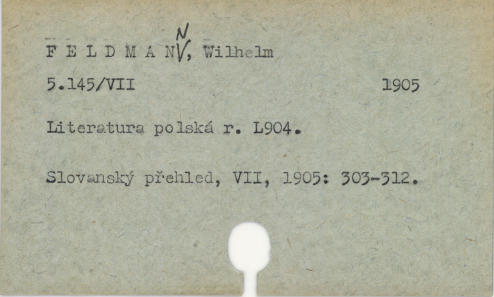 N
F E L D M A N, Wilhelm
5.145/VII 1905
Literatura polská r. L904.
Slovanský přehled, VII, 1905: 303-312.